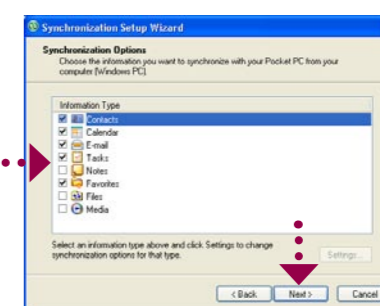 Synchronization Setup Wizard
Synchronization Options
Choose the information you want to synchronize with your Pocket PC from your
computer (Windows PC)
Information Type
Contacts
Calendar
E-mail
Tasks
Notes
Favorites
Files
Media
Select an information type above and click Settings to change
synchronization options for that type.
Settings...
< Back
Next >
Cancel